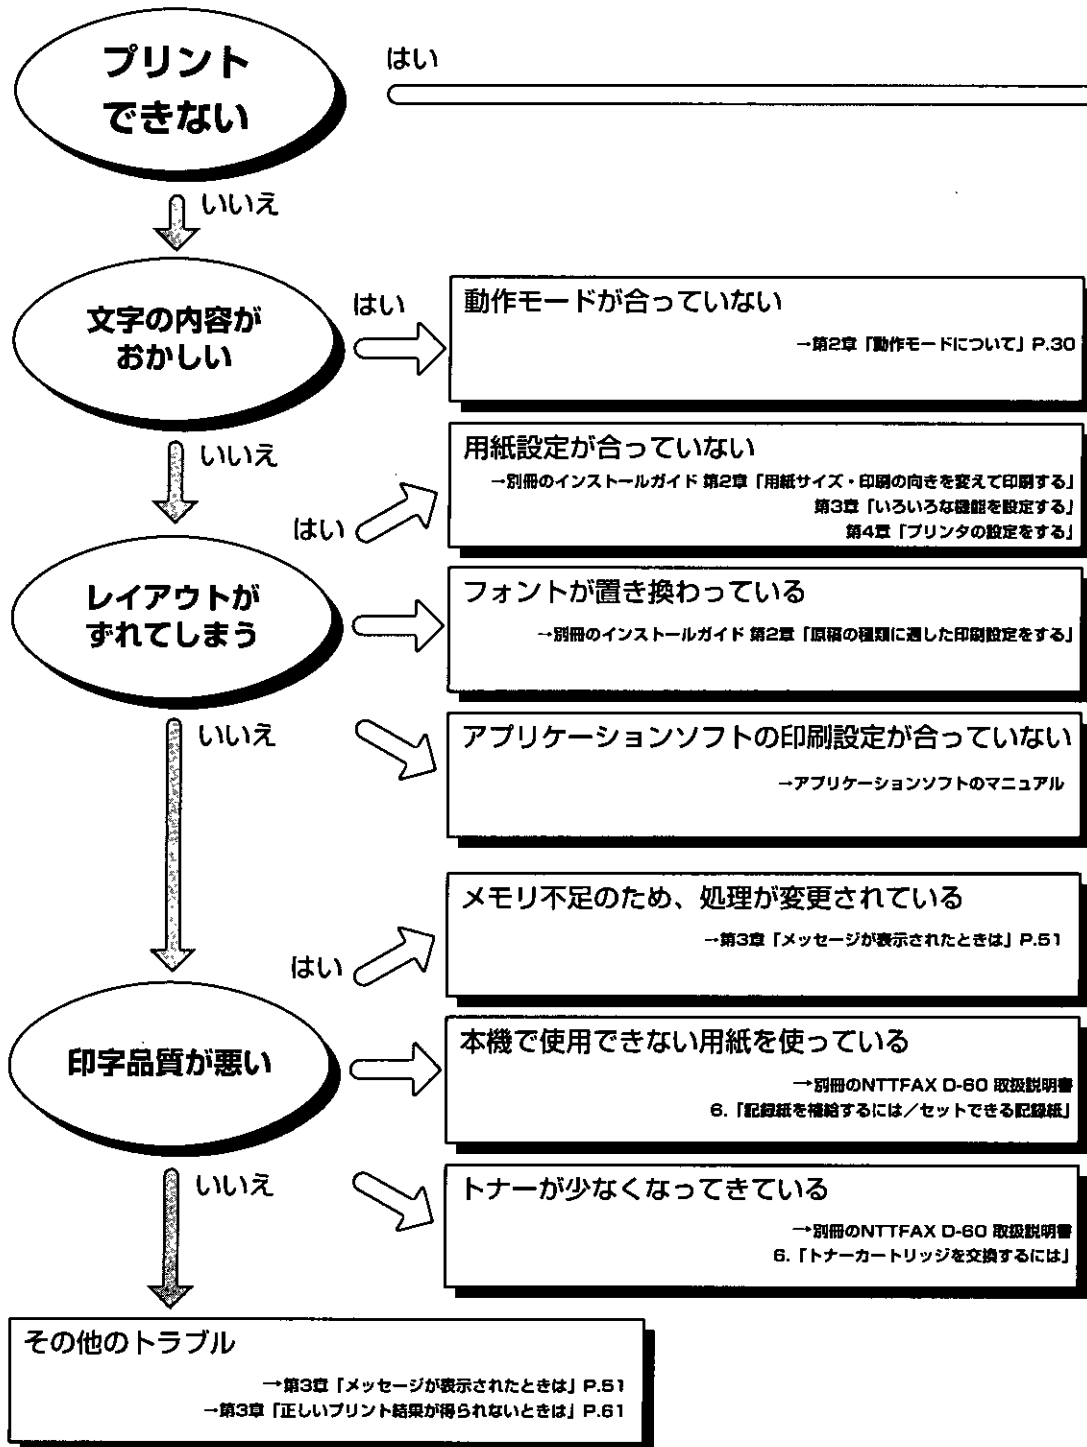 プリント
できない
はい
いいえ
文字の内容が
おかしい
はい
動作モードが合っていない
→第2章「動作モードについて」P.30
いいえ
はい
用紙設定が合っていない
→別冊のインストールガイド 第2章「用紙サイズ・印刷の向きを変えて印刷する」
第3章「いろいろな機能を設定する」
第4章「プリンタの設定をする」
レイアウトが
ずれてしまう
フォントが置き換わっている
→別冊のインストールガイド 第2章「原稿の種類に適した印刷設定をする」
いいえ
アプリケーションソフトの印刷設定が合っていない
→アプリケーションソフトのマニュアル
はい
メモリ不足のため、処理が変更されている
→第3章「メッセージが表示されたときは」P.51
印字品質が悪い
本機で使用できない用紙を使っている
→別冊のNTTFAX D-60 取扱説明書
6.「記録紙を補給するには／セットできる記録紙」
いいえ
トナーが少なくなってきている
→別冊のNTTFAX D-60 取扱説明書
6.「トナーカートリッジを交換するには」
その他のトラブル
→第3章「メッセージが表示されたときは」P.51
→第3章「正しいプリント結果が得られないときは」P.61